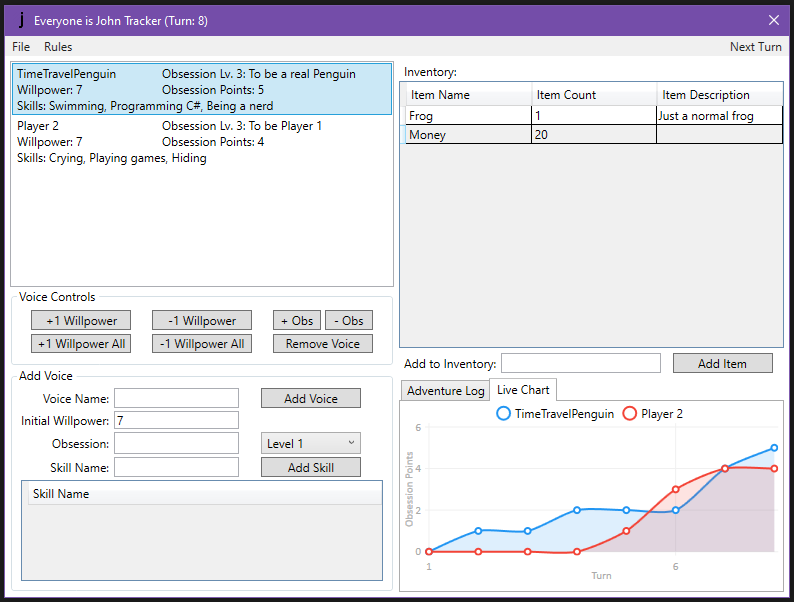 j Everyone is John Tracker (Turn: 8)
File Rules Next Turn
TimeTravelPenguin Obsession Lv. 3: To be a real Penguin
Willpower: 7 Obsession Points: 5
Skills: Swimming, Programming C#, Being a nerd
Player 2 Obsession Lv. 3: To be Player 1
Willpower: 7 Obsession Points: 4
Skills: Crying, Playing games, Hiding
Voice Controls
+1 Willpower -1 Willpower + Obs - Obs
+1 Willpower All -1 Willpower All Remove Voice
Add Voice
Voice Name: Add Voice
Initial Willpower: 7
Obsession: Level 1
Skill Name: Add Skill
Skill Name
Inventory:
Item Name Item Count Item Description
Frog 1 Just a normal frog
Money 20
Add to Inventory: Add Item
Adventure Log Live Chart
TimeTravelPenguin Player 2
Obsession Points
6
4
2
0
1 6
Turn